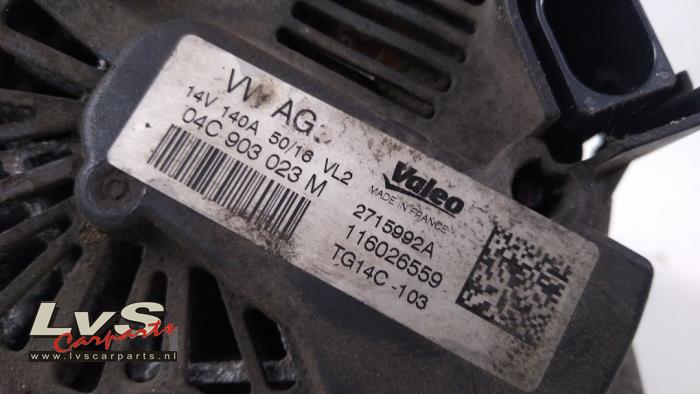 VW AG
14V 140A 50/16 VL2
04C 903 023 M
Valeo
MADE IN FRANCE
2715992A
116026559
TG14C -103
LvS
Carparts
www.lvscarparts.nl